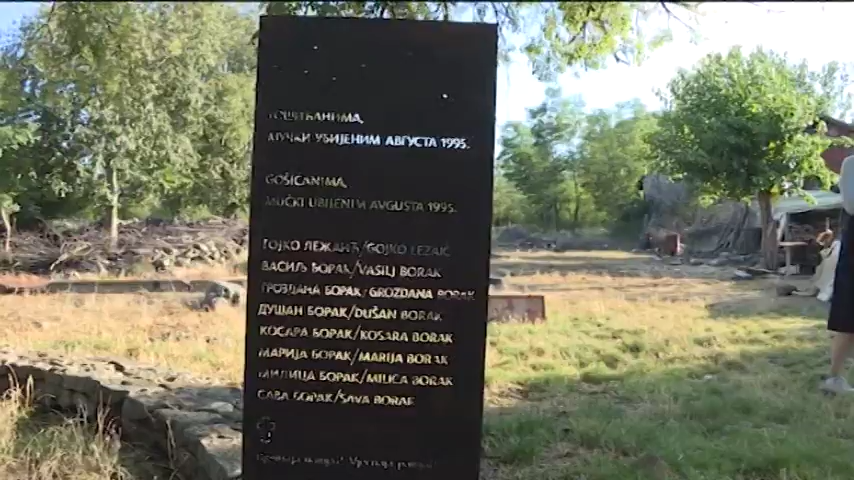 ГОШИЋАНИМА,
МУЧКИ УБИЈЕНИМ АВГУСТА 1995.
GOŠIĆANIMA,
MUČKI UBIJENIM AVGUSTA 1995.
ГОЈКО ЛЕЖАИЋ/GOJKO LEŽAIĆ
ВАСИЉ БОРАК/VASILJ BORAK
ГРОЗДАНА БОРАК/GROZDANA BORAK
ДУШАН БОРАК/DUŠAN BORAK
КОСАРА БОРАК/KOSARA BORAK
МАРИЈА БОРАК/MARIJA BORAK
МИЛИЦА БОРАК/MILICA BORAK
САВА БОРАК/SAVA BORAK